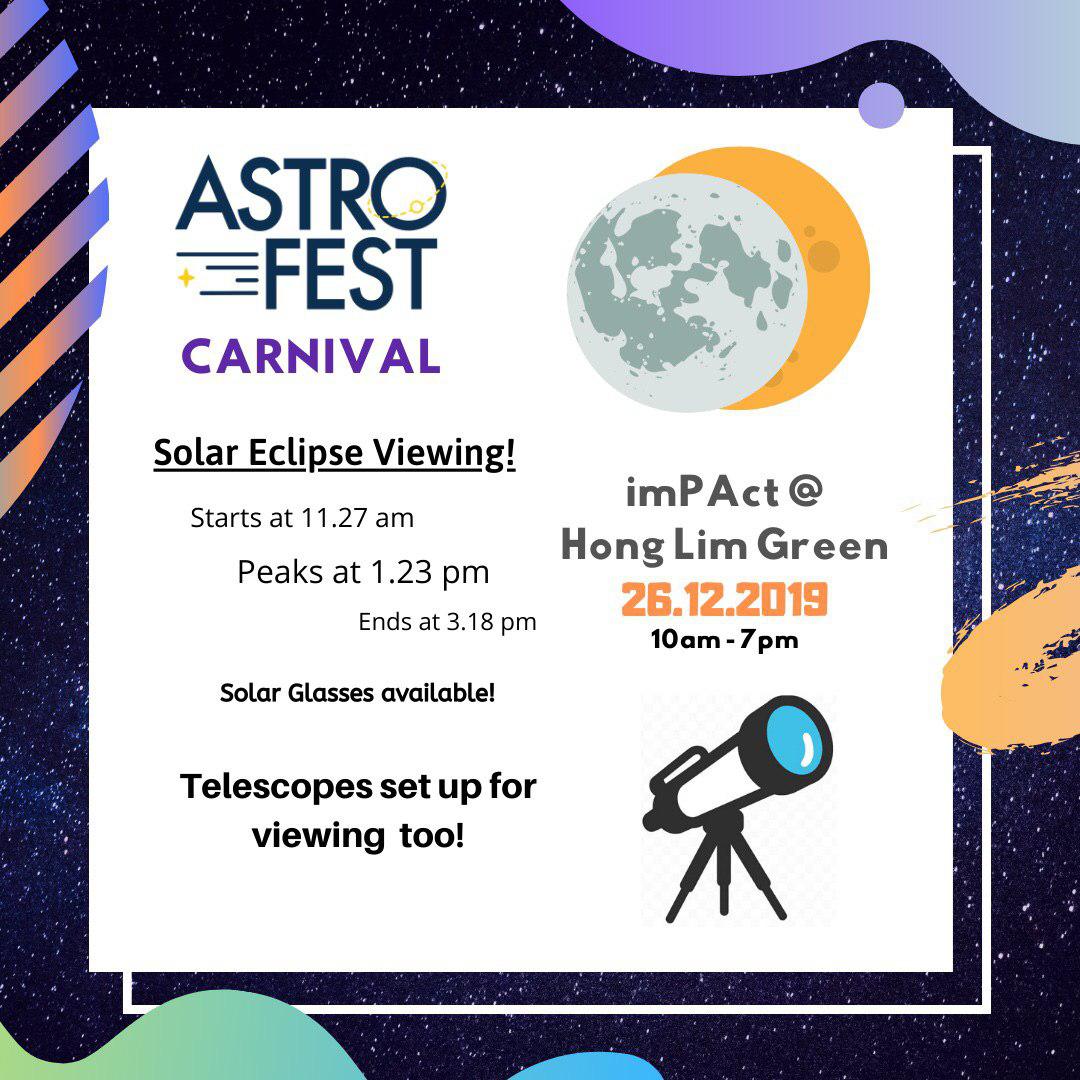 ASTRO
FEST
CARNIVAL
Solar Eclipse Viewing!
Starts at 11.27 am
Peaks at 1.23 pm
Ends at 3.18 pm
Solar Glasses available!
Telescopes set up for
viewing too!
imPAct @
Hong Lim Green
26.12.2019
10am - 7pm